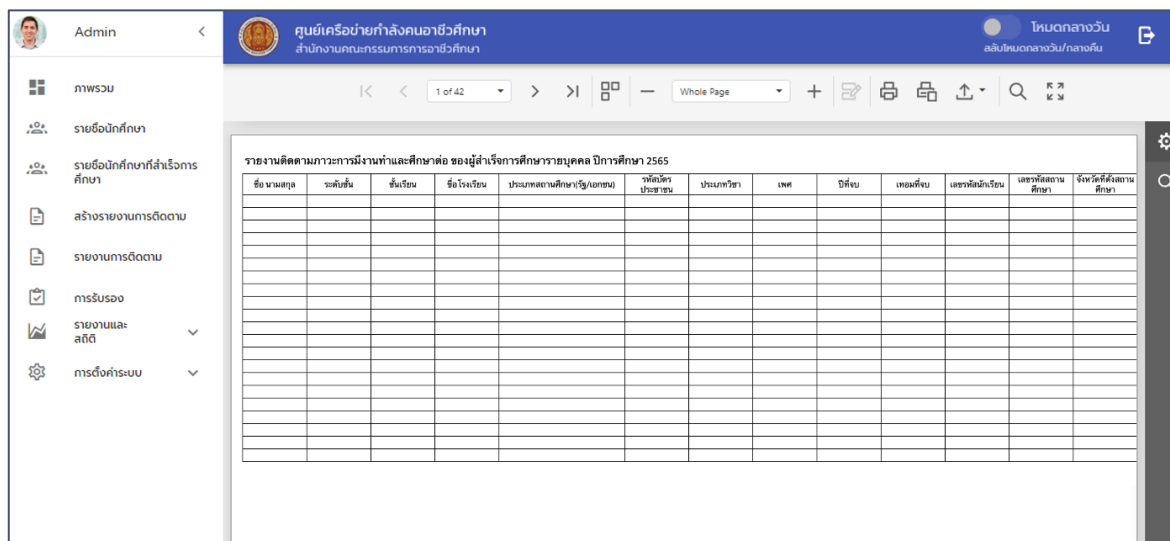 Admin
ศูนย์เครือข่ายกำลังคนอาชีวศึกษา
สำนักงานคณะกรรมการการอาชีวศึกษา
โหมดกลางวัน
สลับโหมดกลางวัน/กลางคืน
ภาพรวม
รายชื่อนักศึกษา
รายชื่อนักศึกษาที่สำเร็จการ
ศึกษา
สร้างรายงานการติดตาม
รายงานการติดตาม
การรับรอง
รายงานและ
สถิติ
การตั้งค่าระบบ
1 of 42
Whole Page
รายงานติดตามภาวะการมีงานทำและศึกษาต่อ ของผู้สำเร็จการศึกษารายบุคคล ปีการศึกษา 2565
ชื่อ นามสกุล
ระดับชั้น
ชั้นเรียน
ชื่อโรงเรียน
ประเภทสถานศึกษา(รัฐ/เอกชน)
รหัสบัตร
ประชาชน
ประเภทวิชา
เพศ
ปีที่จบ
เทอมที่จบ
เลขรหัสนักเรียน
เลขรหัสสถาน
ศึกษา
จังหวัดที่ตั้งสถาน
ศึกษา